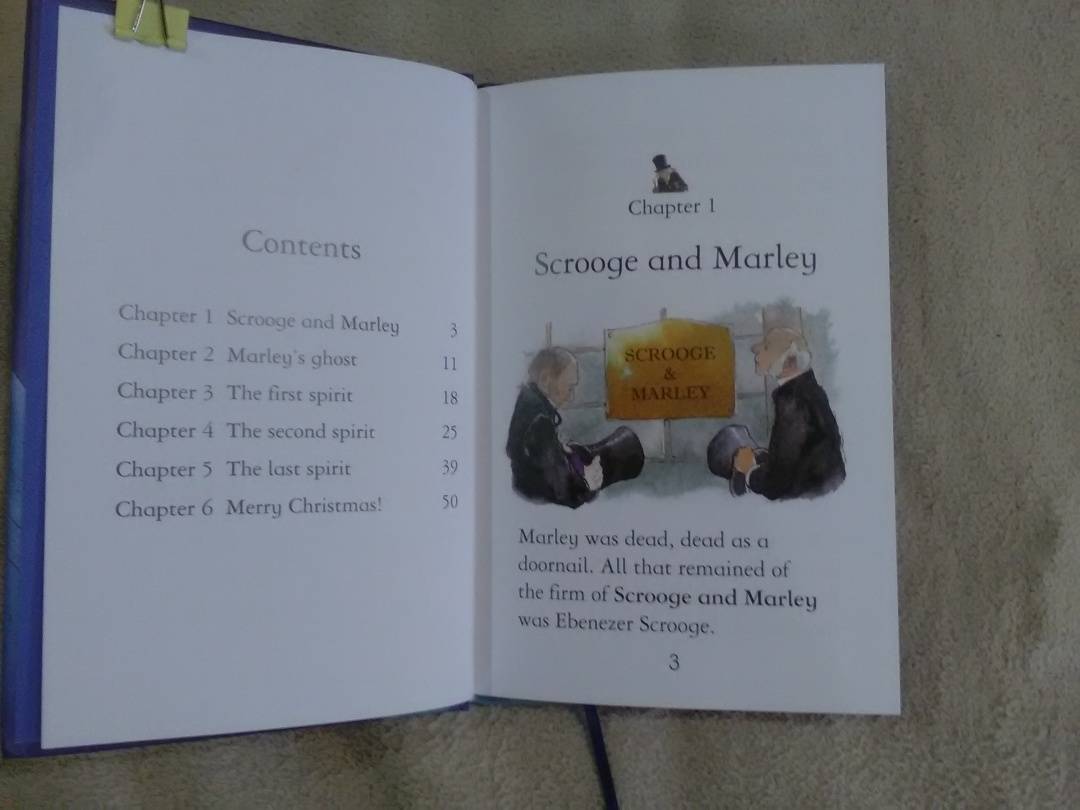 Contents
Chapter 1 Scrooge and Marley 3
Chapter 2 Marley's ghost 11
Chapter 3 The first spirit 18
Chapter 4 The second spirit 25
Chapter 5 The last spirit 39
Chapter 6 Merry Christmas! 50
Chapter 1
Scrooge and Marley
SCROOGE
&
MARLEY
Marley was dead, dead as a
doornail. All that remained of
the firm of Scrooge and Marley
was Ebenezer Scrooge.
3